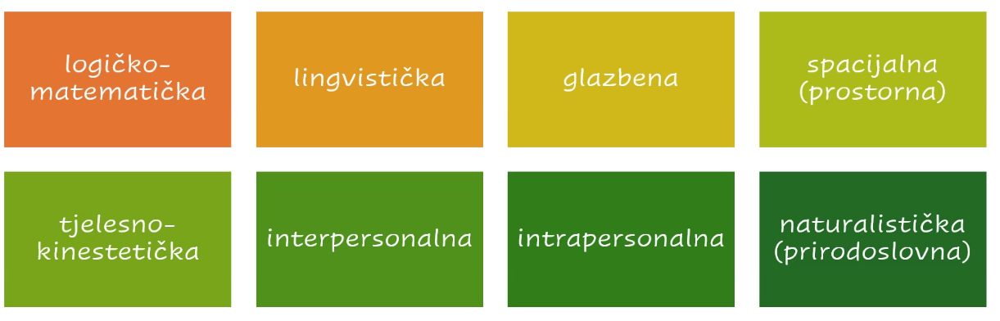 logičko-
matematička
lingvistička
glazbena
spacijalna
(prostorna)
tjelesno-
kinestetička
interpersonalna
intrapersonalna
naturalistička
(prirodoslovna)